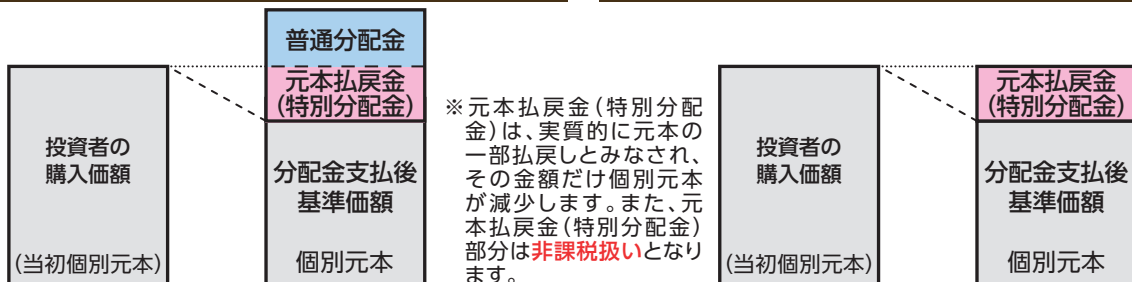 投資者の
購入価額
(当初個別元本)
普通分配金
元本払戻金
(特別分配金)
分配金支払後
基準価額
個別元本
※元本払戻金(特別分配
金)は、実質的に元本の
一部払戻しとみなされ、
その金額だけ個別元本
が減少します。また、元
本払戻金(特別分配金)
部分は非課税扱いとなり
ます。
投資者の
購入価額
(当初個別元本)
元本払戻金
(特別分配金)
分配金支払後
基準価額
個別元本